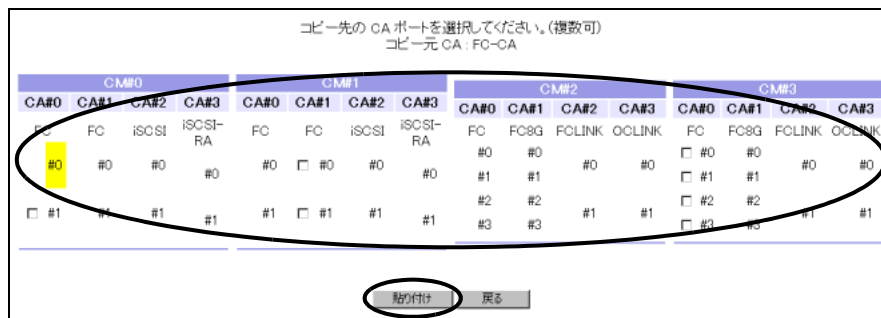 コピー先の CA ポートを選択してください。(複数可)
コピー元 CA : FC-CA
CM#0 CM#1 CM#2 CM#3
CA#0 CA#1 CA#2 CA#3 CA#0 CA#1 CA#2 CA#3 CA#0 CA#1 CA#2 CA#3 CA#0 CA#1 CA#2 CA#3
FC FC iSCSI iSCSI-RA FC FC iSCSI iSCSI-RA FC FC8G FCLINK OCLINK FC FC8G FCLINK OCLINK
#0 #0 #0 #0 #0 #0 #0 #0 #0 #0 #0 #0 #0 #0 #0 #0
#1 #1 #1 #1
#1 #1 #1 #1 #1 #1 #1 #1 #2 #2 #1 #1 #2 #2 #1 #1
#3 #3 #3 #3
貼り付け 戻る